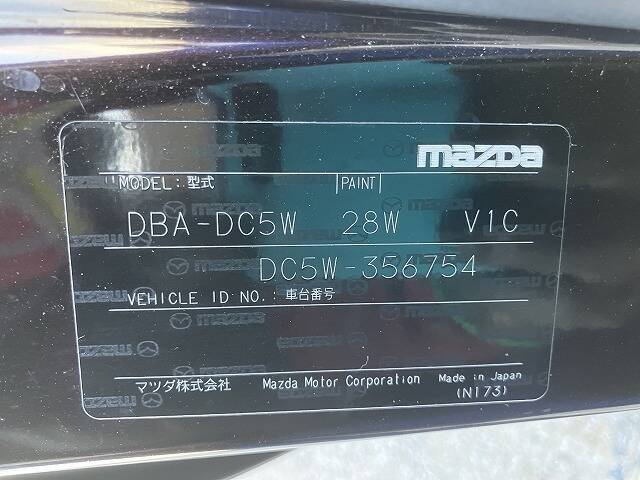 mazda
MODEL: 型式 PAINT
DBA-DC5W 28W V1C
DC5W-356754
VEHICLE ID NO.: 車台番号
マツダ株式会社 Mazda Motor Corporation Made in Japan
(N173)